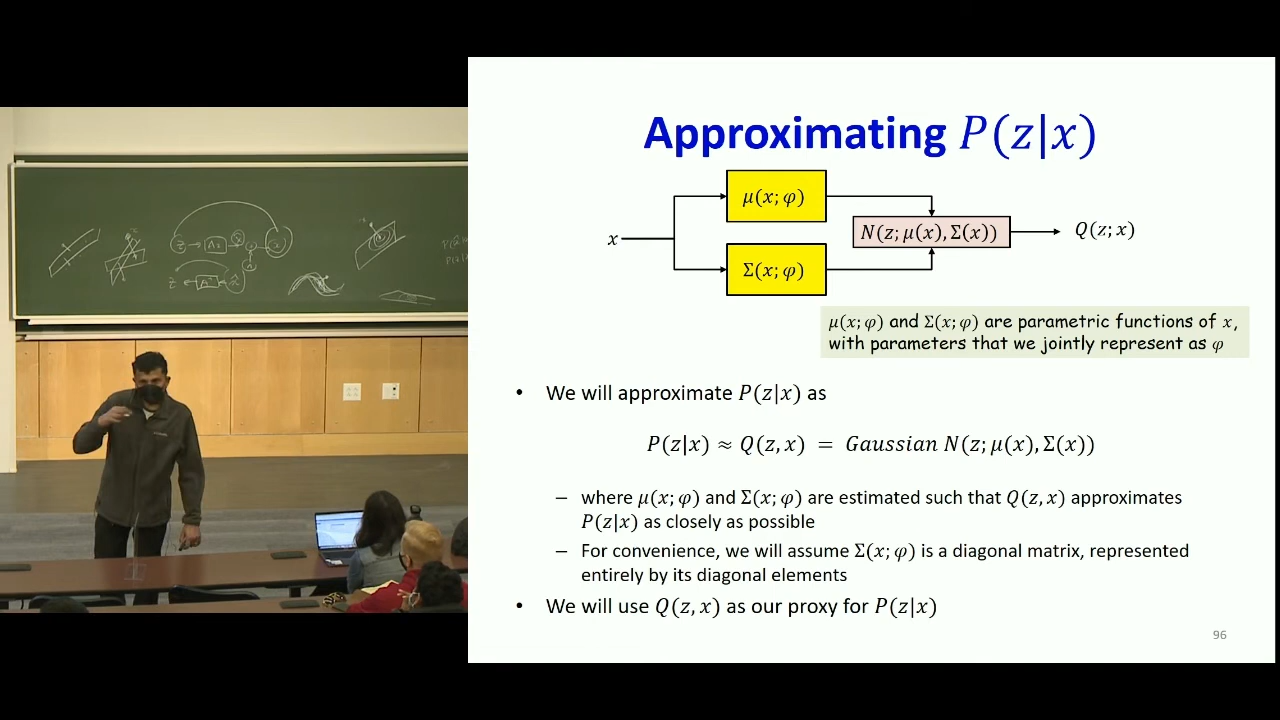 Approximating P(z|x)
μ(x; φ)
x
N(z; μ(x), Σ(x))
Q(z; x)
Σ(x; φ)
μ(x; φ) and Σ(x; φ) are parametric functions of x,
with parameters that we jointly represent as φ
• We will approximate P(z|x) as
P(z|x) ≈ Q(z, x) = Gaussian N(z; μ(x), Σ(x))
– where μ(x; φ) and Σ(x; φ) are estimated such that Q(z, x) approximates
P(z|x) as closely as possible
– For convenience, we will assume Σ(x; φ) is a diagonal matrix, represented
entirely by its diagonal elements
• We will use Q(z, x) as our proxy for P(z|x)
96